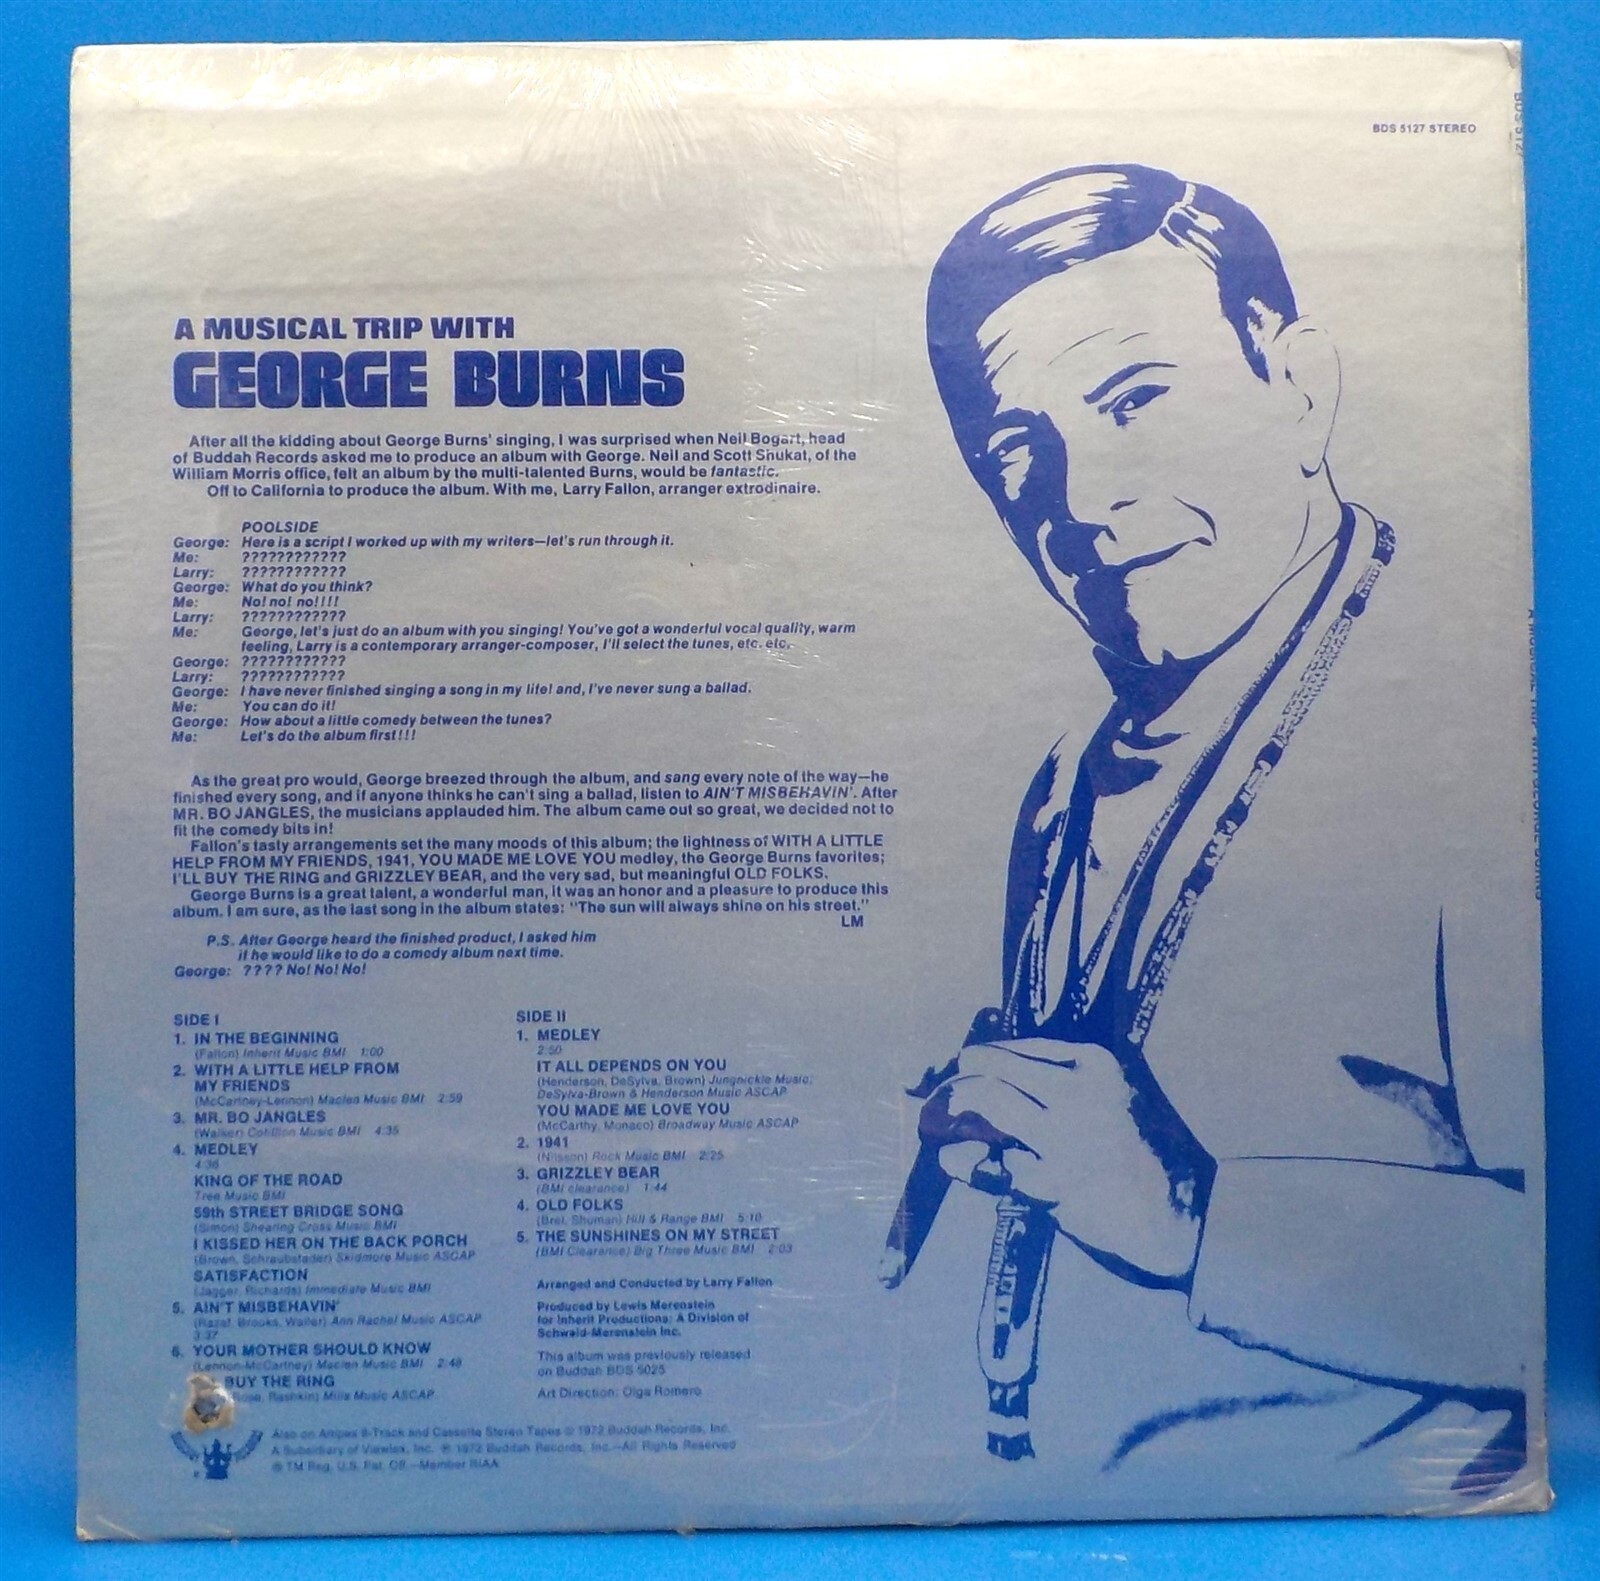 BDS 5127 STEREO
BDS 5127
A MUSICAL TRIP WITH GEORGE BURNS
A MUSICAL TRIP WITH
GEORGE BURNS
After all the kidding about George Burns' singing, I was surprised when Neil Bogart, head
of Buddah Records asked me to produce an album with George. Neil and Scott Shukat, of the
William Morris office, felt an album by the multi-talented Burns, would be fantastic.
Off to California to produce the album. With me, Larry Fallon, arranger extrodinaire.
POOLSIDE
George: Here is a script I worked up with my writers—let's run through it.
Me: ????????????
Larry: ????????????
George: What do you think?
Me: No! no! no!!!!
Larry: ????????????
Me: George, let's just do an album with you singing! You've got a wonderful vocal quality, warm
feeling, Larry is a contemporary arranger-composer, I'll select the tunes, etc. etc.
George: ????????????
Larry: ????????????
George: I have never finished singing a song in my life! and, I've never sung a ballad.
Me: You can do it!
George: How about a little comedy between the tunes?
Me: Let's do the album first!!!
As the great pro would, George breezed through the album, and sang every note of the way—he
finished every song, and if anyone thinks he can't sing a ballad, listen to AIN'T MISBEHAVIN'. After
MR. BO JANGLES, the musicians applauded him. The album came out so great, we decided not to
fit the comedy bits in!
Fallon's tasty arrangements set the many moods of this album; the lightness of WITH A LITTLE
HELP FROM MY FRIENDS, 1941, YOU MADE ME LOVE YOU medley, the George Burns favorites;
I'LL BUY THE RING and GRIZZLEY BEAR, and the very sad, but meaningful OLD FOLKS.
George Burns is a great talent, a wonderful man, it was an honor and a pleasure to produce this
album. I am sure, as the last song in the album states: "The sun will always shine on his street."
LM
P.S. After George heard the finished product, I asked him
if he would like to do a comedy album next time.
George: ???? No! No! No!
SIDE I
1. IN THE BEGINNING
(Fallon) Inherit Music BMI 1:00
2. WITH A LITTLE HELP FROM
MY FRIENDS
(McCartney-Lennon) Maclen Music BMI 2:59
3. MR. BO JANGLES
(Walker) Cotillion Music BMI 4:35
4. MEDLEY
4:36
KING OF THE ROAD
Tree Music BMI
59th STREET BRIDGE SONG
(Simon) Shearing Cross Music BMI
I KISSED HER ON THE BACK PORCH
(Brown, Schraubstader) Skidmore Music ASCAP
SATISFACTION
(Jagger, Richards) Immediate Music BMI
5. AIN'T MISBEHAVIN'
(Razaf, Brooks, Waller) Ann Rachel Music ASCAP
3:37
6. YOUR MOTHER SHOULD KNOW
(Lennon-McCartney) Maclen Music BMI 2:48
BUY THE RING
Rose, Raskin) Mills Music ASCAP
SIDE II
1. MEDLEY
2:50
IT ALL DEPENDS ON YOU
(Henderson, DeSylva, Brown) Jungnickle Music;
DeSylva-Brown & Henderson Music ASCAP
YOU MADE ME LOVE YOU
(McCarthy, Monaco) Broadway Music ASCAP
2. 1941
(Nilsson) Rock Music BMI 2:25
3. GRIZZLEY BEAR
(BMI clearance) 1:44
4. OLD FOLKS
(Brel, Shuman) Hill & Range BMI 5:10
5. THE SUNSHINES ON MY STREET
(BMI Clearance) Big Three Music BMI 2:03
Arranged and Conducted by Larry Fallon
Produced by Lewis Merenstein
for Inherit Productions: A Division of
Schwaid-Merenstein Inc.
This album was previously released
on Buddah BDS 5025
Art Direction: Olga Romero
Also on Ampex 8-Track and Cassette Stereo Tapes © 1972 Buddah Records, Inc.
A Subsidiary of Viewlex, Inc. ℗ 1972 Buddah Records, Inc.—All Rights Reserved
® TM Reg. U.S. Pat. Off.—Member RIAA